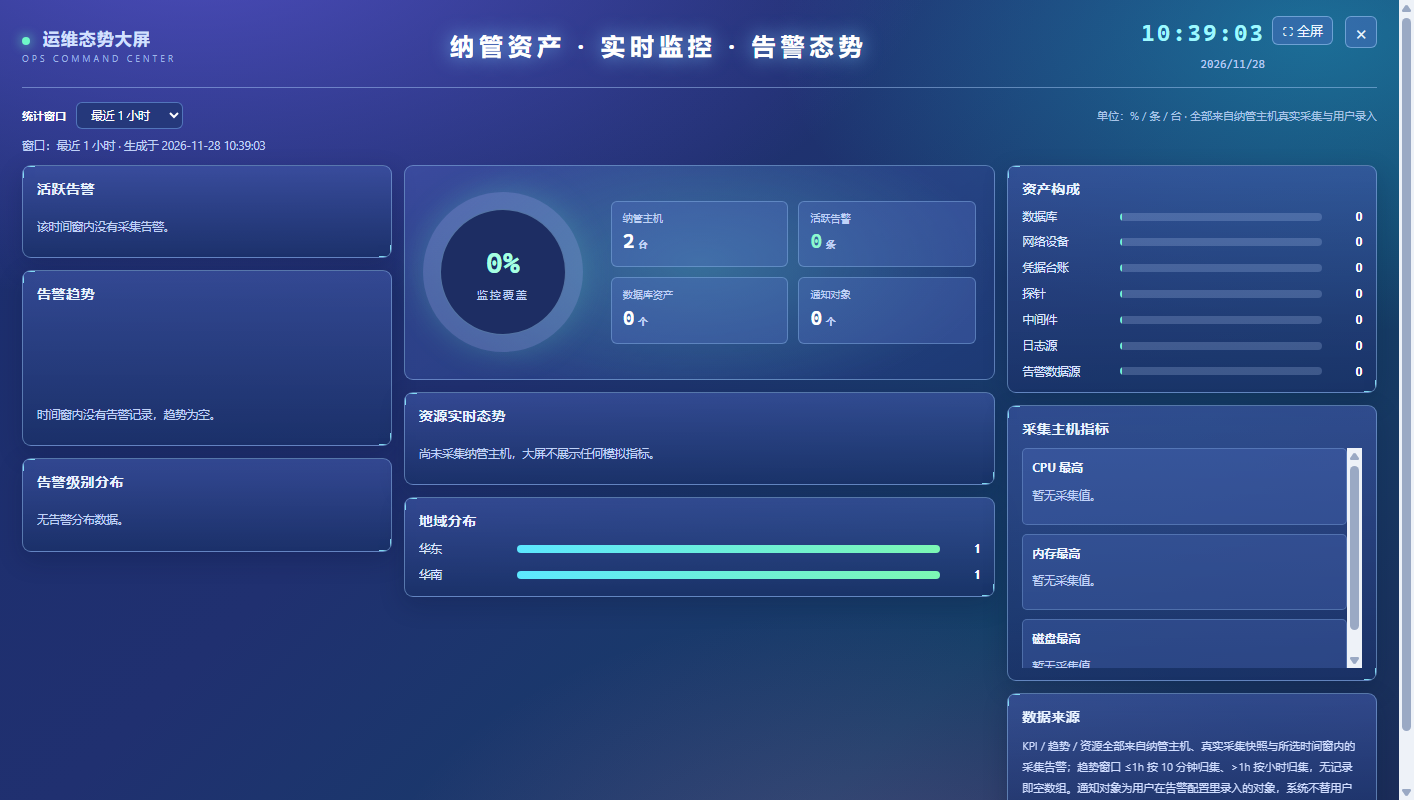 运维态势大屏
OPS COMMAND CENTER
纳管资产 · 实时监控 · 告警态势
10:39:03
全屏
×
2026/11/28
统计窗口
最近 1 小时
单位：% / 条 / 台 · 全部来自纳管主机真实采集与用户录入
窗口：最近 1 小时 · 生成于 2026-11-28 10:39:03
活跃告警
该时间窗内没有采集告警。
告警趋势
时间窗内没有告警记录，趋势为空。
告警级别分布
无告警分布数据。
0%
监控覆盖
纳管主机
2 台
活跃告警
0 条
数据库资产
0 个
通知对象
0 个
资源实时态势
尚未采集纳管主机，大屏不展示任何模拟指标。
地域分布
华东 1
华南 1
资产构成
数据库 0
网络设备 0
凭据台账 0
探针 0
中间件 0
日志源 0
告警数据源 0
采集主机指标
CPU 最高
暂无采集值。
内存最高
暂无采集值。
磁盘最高
暂无采集值
数据来源
KPI / 趋势 / 资源全部来自纳管主机、真实采集快照与所选时间窗内的
采集告警；趋势窗口 ≤1h 按 10 分钟归集、>1h 按小时归集，无记录
即空数组。通知对象为用户在告警配置里录入的对象，系统不替用户